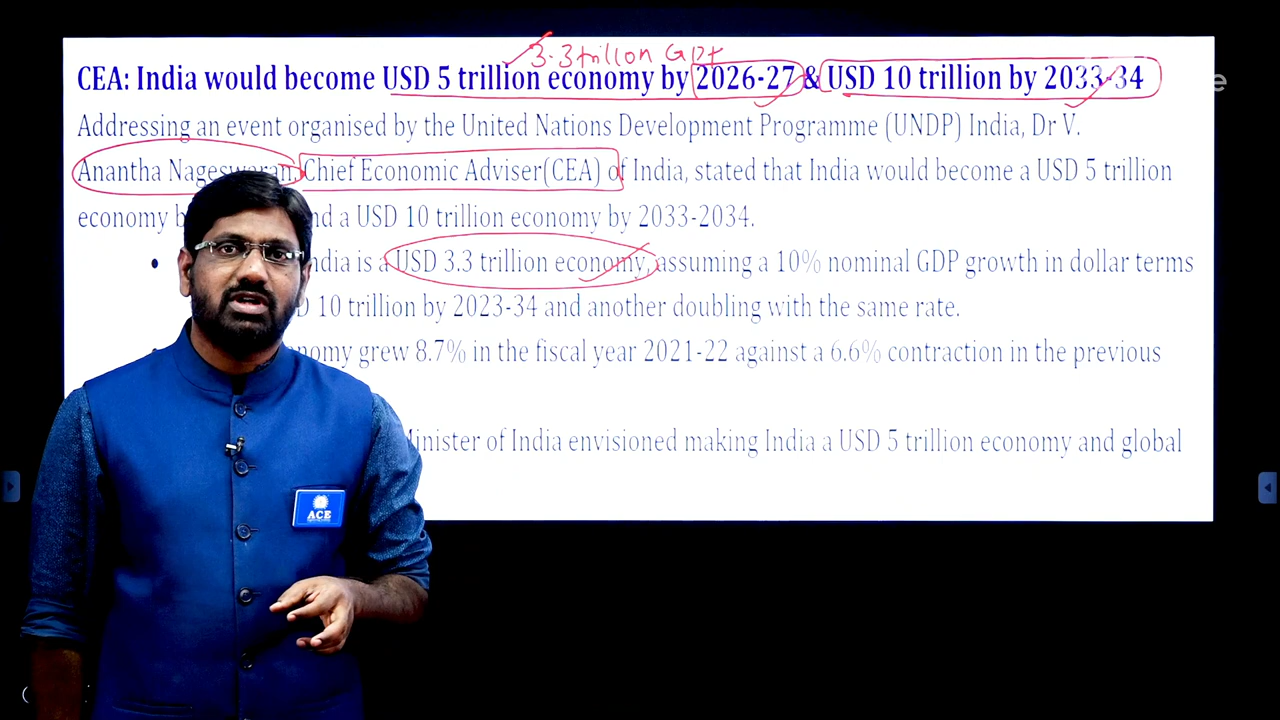 3.3 trillon GDP
CEA: India would become USD 5 trillion economy by 2026-27 & USD 10 trillion by 2033-34
Addressing an event organised by the United Nations Development Programme (UNDP) India, Dr V.
Anantha Nageswaran, Chief Economic Adviser(CEA) of India, stated that India would become a USD 5 trillion
economy and a USD 10 trillion economy by 2033-2034.
India is a USD 3.3 trillion economy, assuming a 10% nominal GDP growth in dollar terms
10 trillion by 2023-34 and another doubling with the same rate.
economy grew 8.7% in the fiscal year 2021-22 against a 6.6% contraction in the previous
Minister of India envisioned making India a USD 5 trillion economy and global
ACE